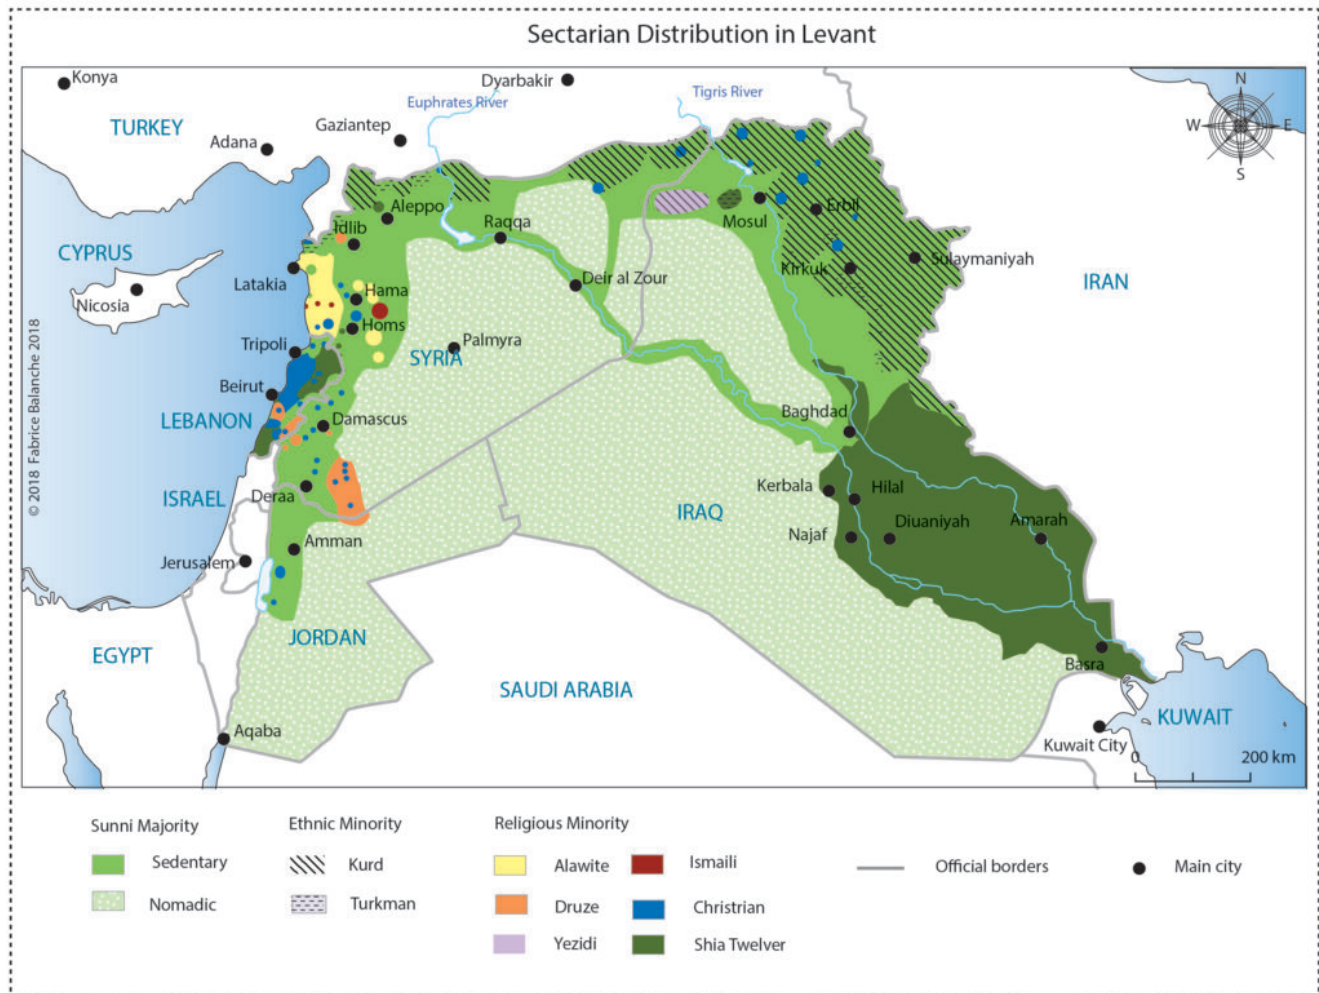 Sectarian Distribution in Levant
Konya
Dyarbakir
Tigris River
N
Euphrates River
TURKEY
Gaziantep
W
E
Adana
S
Aleppo
Mosul
Erbil
Idlib
Raqqa
CYPRUS
Sulaymaniyah
Latakia
Kirkuk
Deir al Zour
IRAN
Nicosia
Hama
Homs
Tripoli
Palmyra
SYRIA
Beirut
Baghdad
LEBANON
Damascus
Kerbala
Hilal
ISRAEL
Deraa
IRAQ
Diuaniyah
Amarah
Najaf
Amman
Jerusalem
JORDAN
EGYPT
Basra
SAUDI ARABIA
KUWAIT
Aqaba
Kuwait City
0
200 km
© 2018 Fabrice Balanche 2018
Sunni Majority
Ethnic Minority
Religious Minority
Sedentary
Kurd
Alawite
Ismaili
Official borders
Main city
Nomadic
Turkman
Druze
Christrian
Yezidi
Shia Twelver